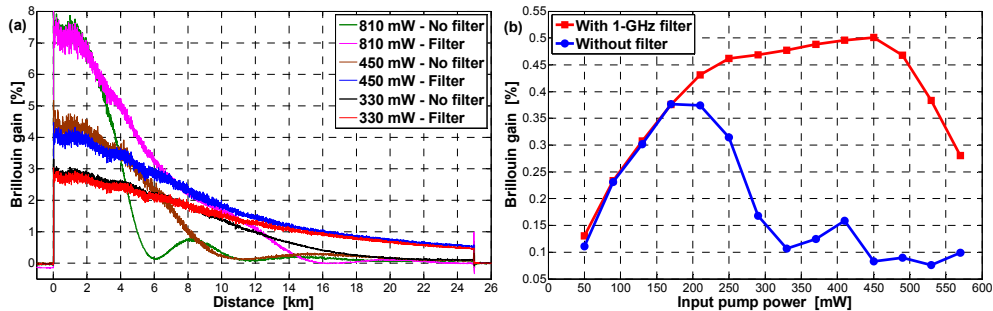 (a)
810 mW - No filter
810 mW - Filter
450 mW - No filter
450 mW - Filter
330 mW - No filter
330 mW - Filter
Brillouin gain [%]
8
7
6
5
4
3
2
1
0
0 2 4 6 8 10 12 14 16 18 20 22 24 26
Distance [km]
(b)
With 1-GHz filter
Without filter
Brillouin gain [%]
0.55
0.5
0.45
0.4
0.35
0.3
0.25
0.2
0.15
0.1
0.05
0 50 100 150 200 250 300 350 400 450 500 550 600
Input pump power [mW]